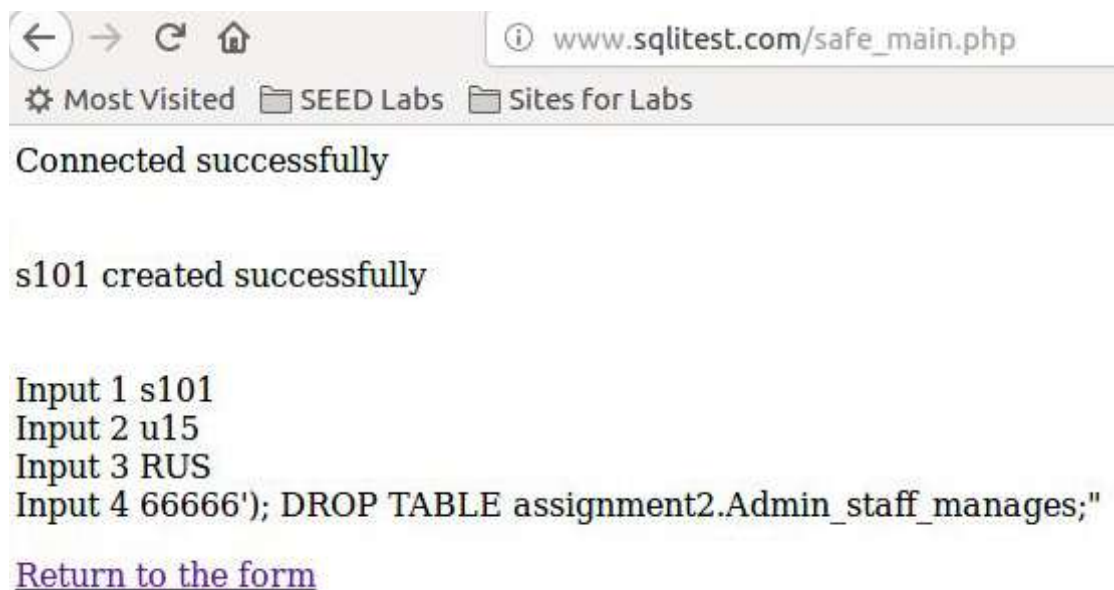 www.sqlitest.com/safe_main.php
Most Visited SEED Labs Sites for Labs
Connected successfully
s101 created successfully
Input 1 s101
Input 2 u15
Input 3 RUS
Input 4 66666'); DROP TABLE assignment2.Admin_staff_manages;"
Return to the form